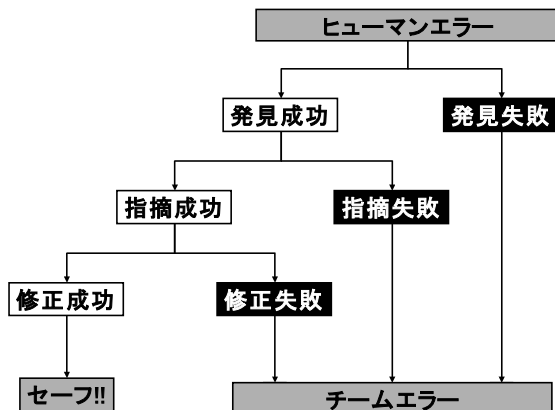 ヒューマンエラー
発見成功
発見失敗
指摘成功
指摘失敗
修正成功
修正失敗
セーフ!!
チームエラー